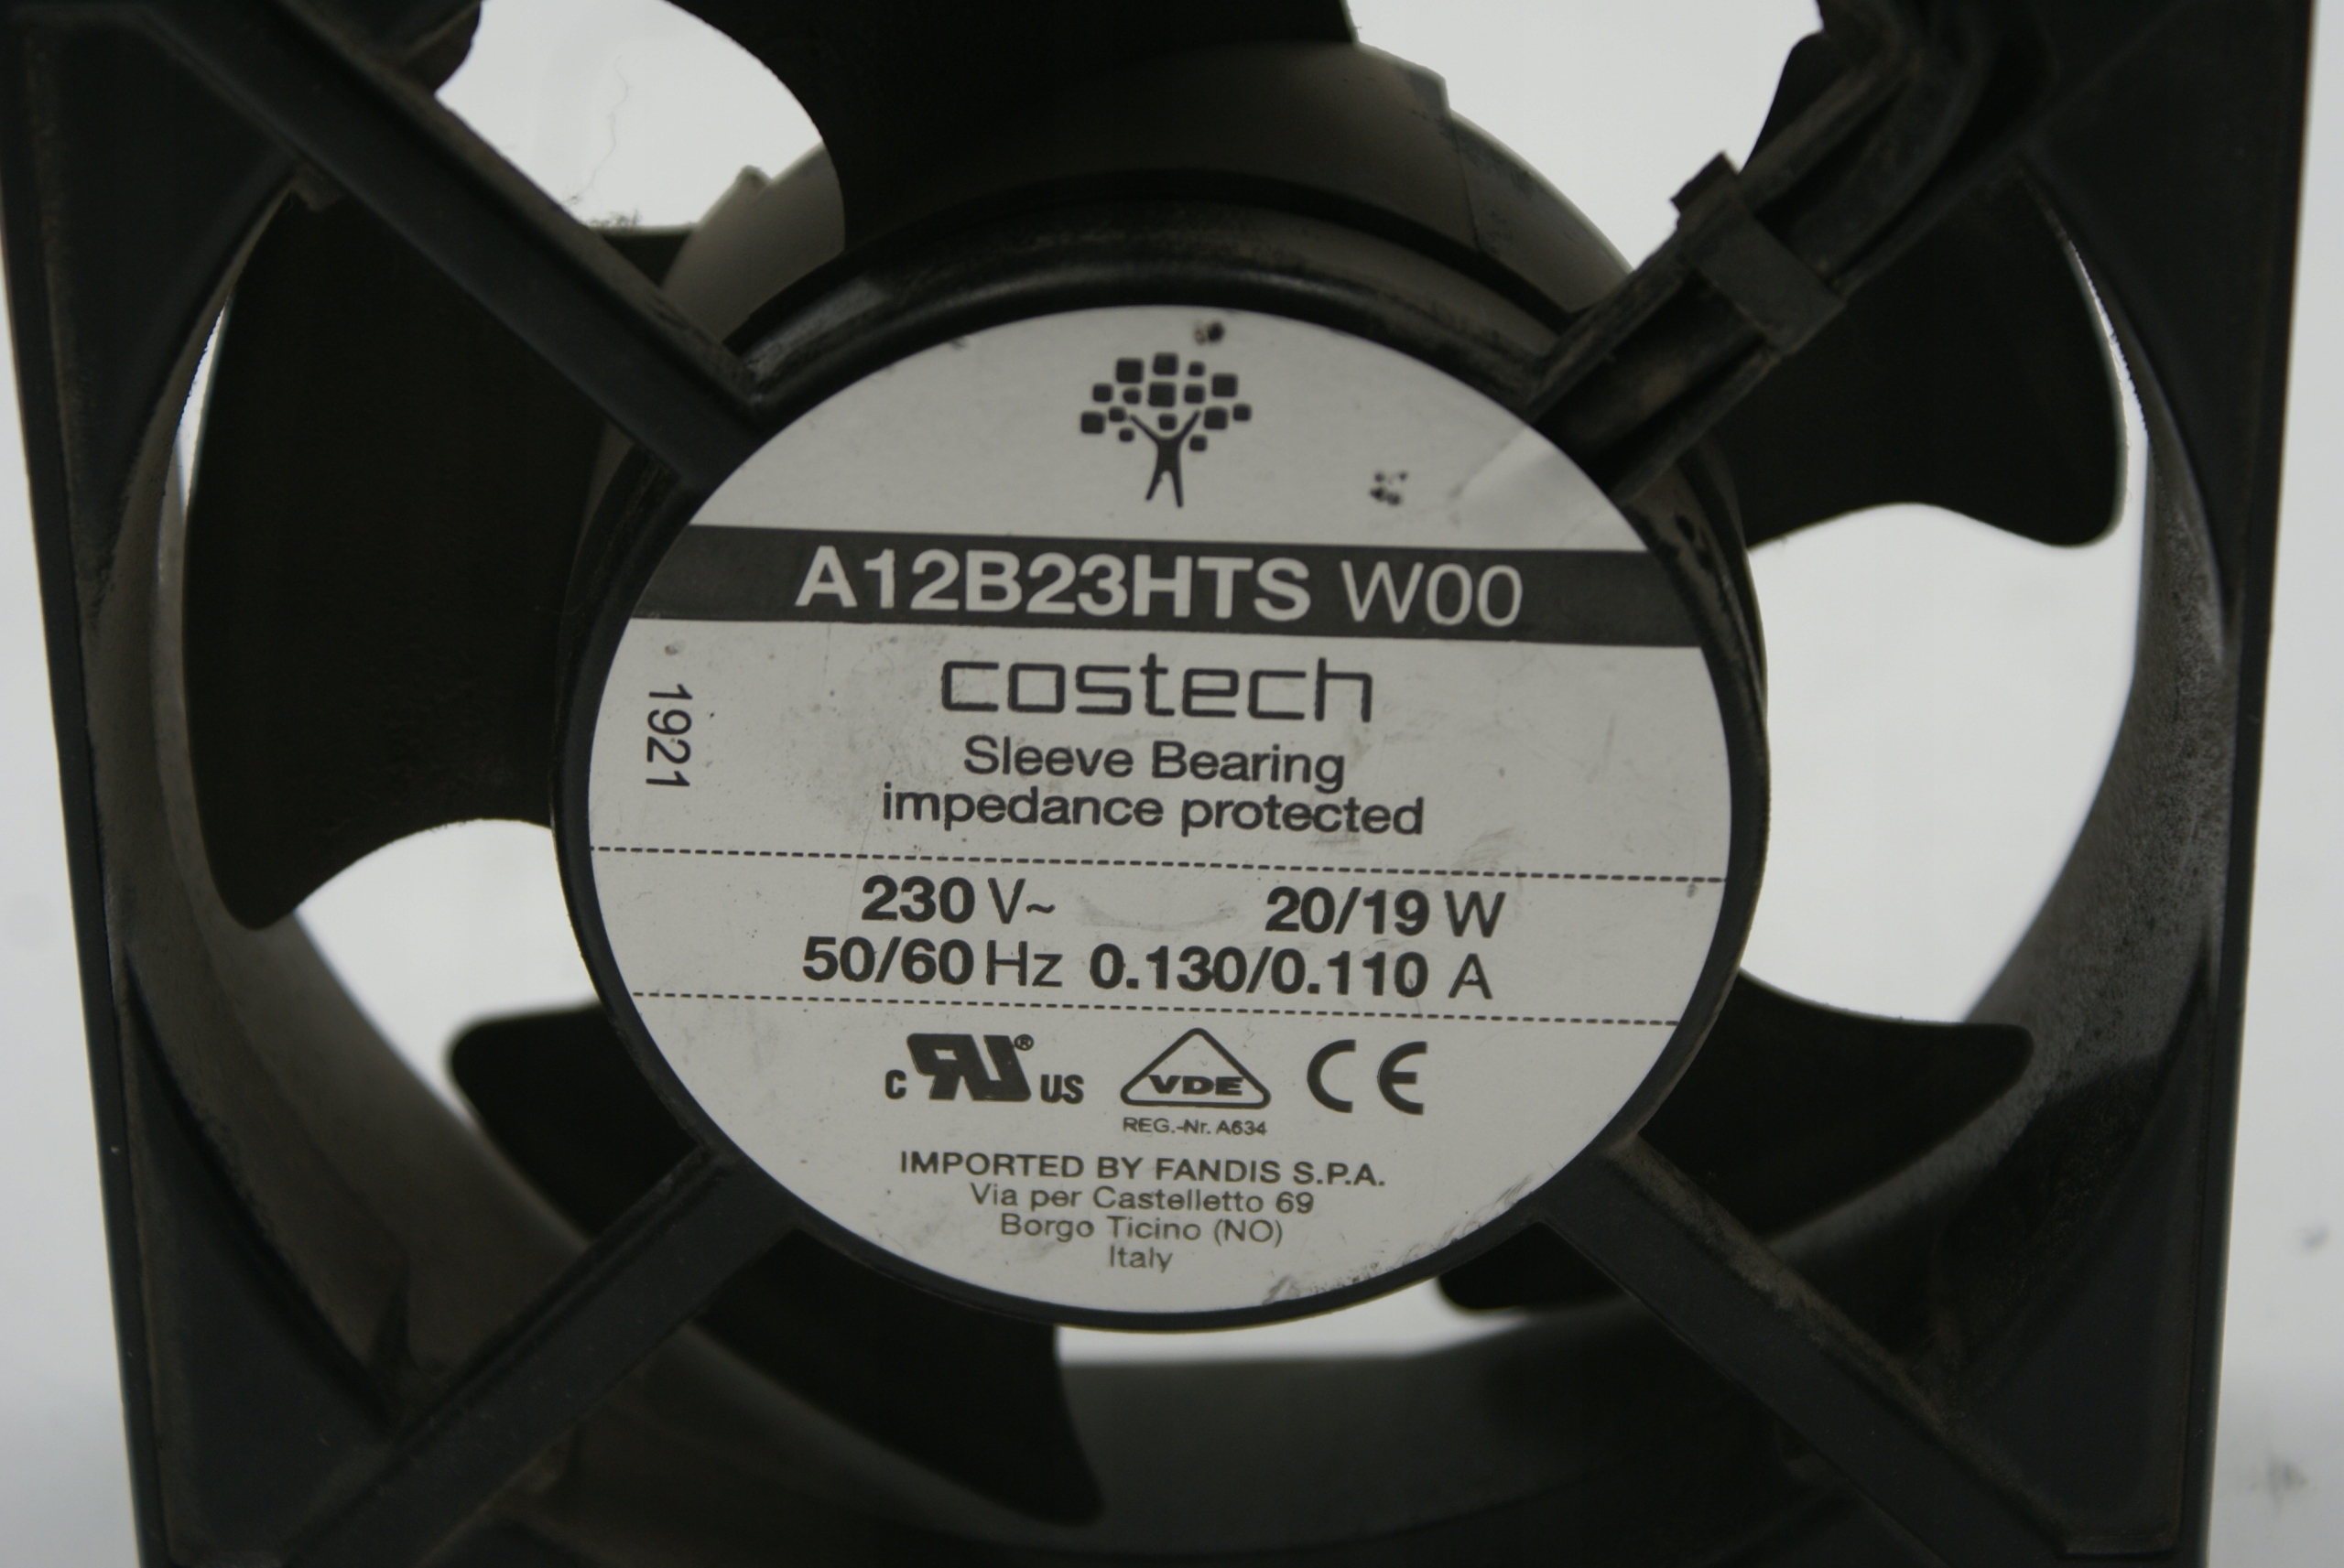 A12B23HTS W00
costech
1921
Sleeve Bearing
impedance protected
230 V~ 20/19 W
50/60 Hz 0.130/0.110 A
c RU® US VDE CE
REG.-Nr. A634
IMPORTED BY FANDIS S.P.A.
Via per Castelletto 69
Borgo Ticino (NO)
Italy